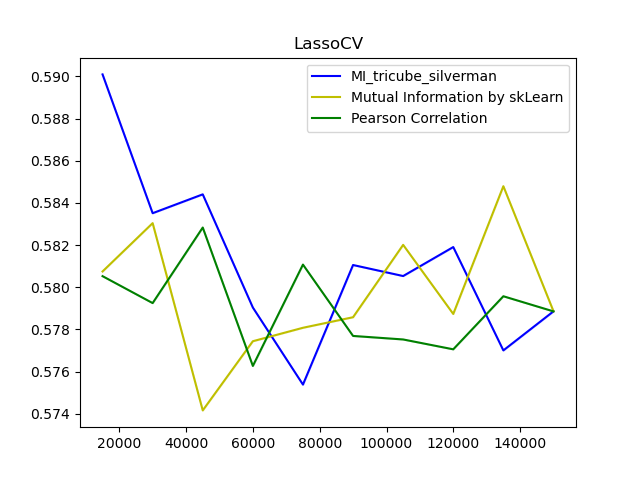 LassoCV
MI_tricube_silverman
Mutual Information by skLearn
Pearson Correlation
0.590
0.588
0.586
0.584
0.582
0.580
0.578
0.576
0.574
20000 40000 60000 80000 100000 120000 140000